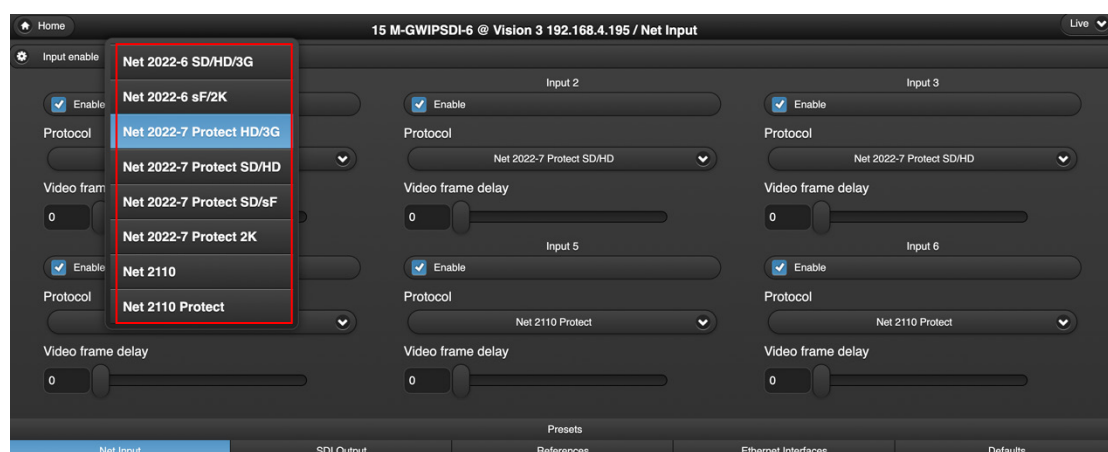 Home
15 M-GWIPSDI-6 @ Vision 3 192.168.4.195 / Net Input
Live
Input enable
Net 2022-6 SD/HD/3G
Net 2022-6 sF/2K
Net 2022-7 Protect HD/3G
Net 2022-7 Protect SD/HD
Net 2022-7 Protect SD/sF
Net 2022-7 Protect 2K
Net 2110
Net 2110 Protect
Enable
Protocol
Video fram
0
Input 2
Enable
Protocol
Net 2022-7 Protect SD/HD
Video frame delay
0
Input 3
Enable
Protocol
Net 2022-7 Protect SD/HD
Video frame delay
0
Enable
Protocol
Video frame delay
0
Input 5
Enable
Protocol
Net 2110 Protect
Video frame delay
0
Input 6
Enable
Protocol
Net 2110 Protect
Video frame delay
0
Presets
Net Input
SDI Output
References
Ethernet Interfaces
Defaults